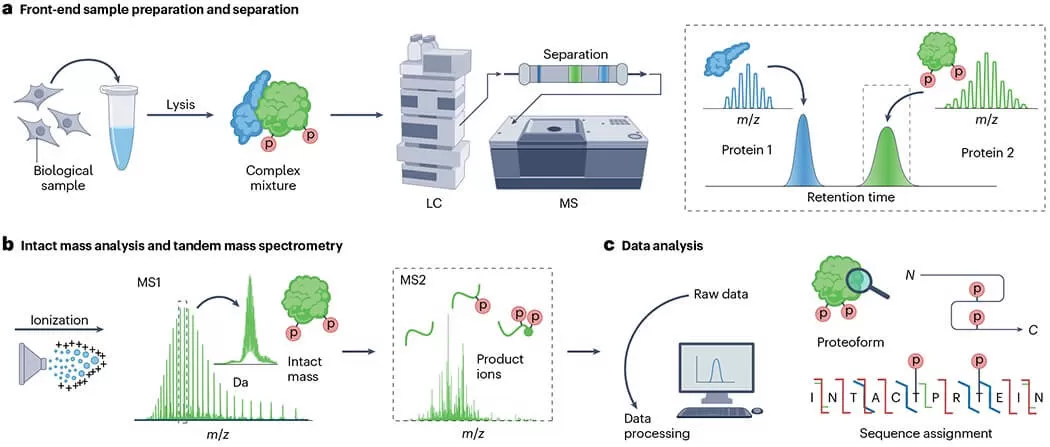 a Front-end sample preparation and separation
Biological
sample
Lysis
p
p
Complex
mixture
LC
Separation
MS
m/z
Protein 1
p
p
m/z
Protein 2
Retention time
b Intact mass analysis and tandem mass spectrometry
Ionization
MS1
m/z
Da
p
p
Intact
mass
MS2
p
p
p
Product
ions
m/z
c Data analysis
Raw data
Data
processing
p
p
Proteoform
N
p
p
C
p
p
I N T A C T P R T E I N
Sequence assignment